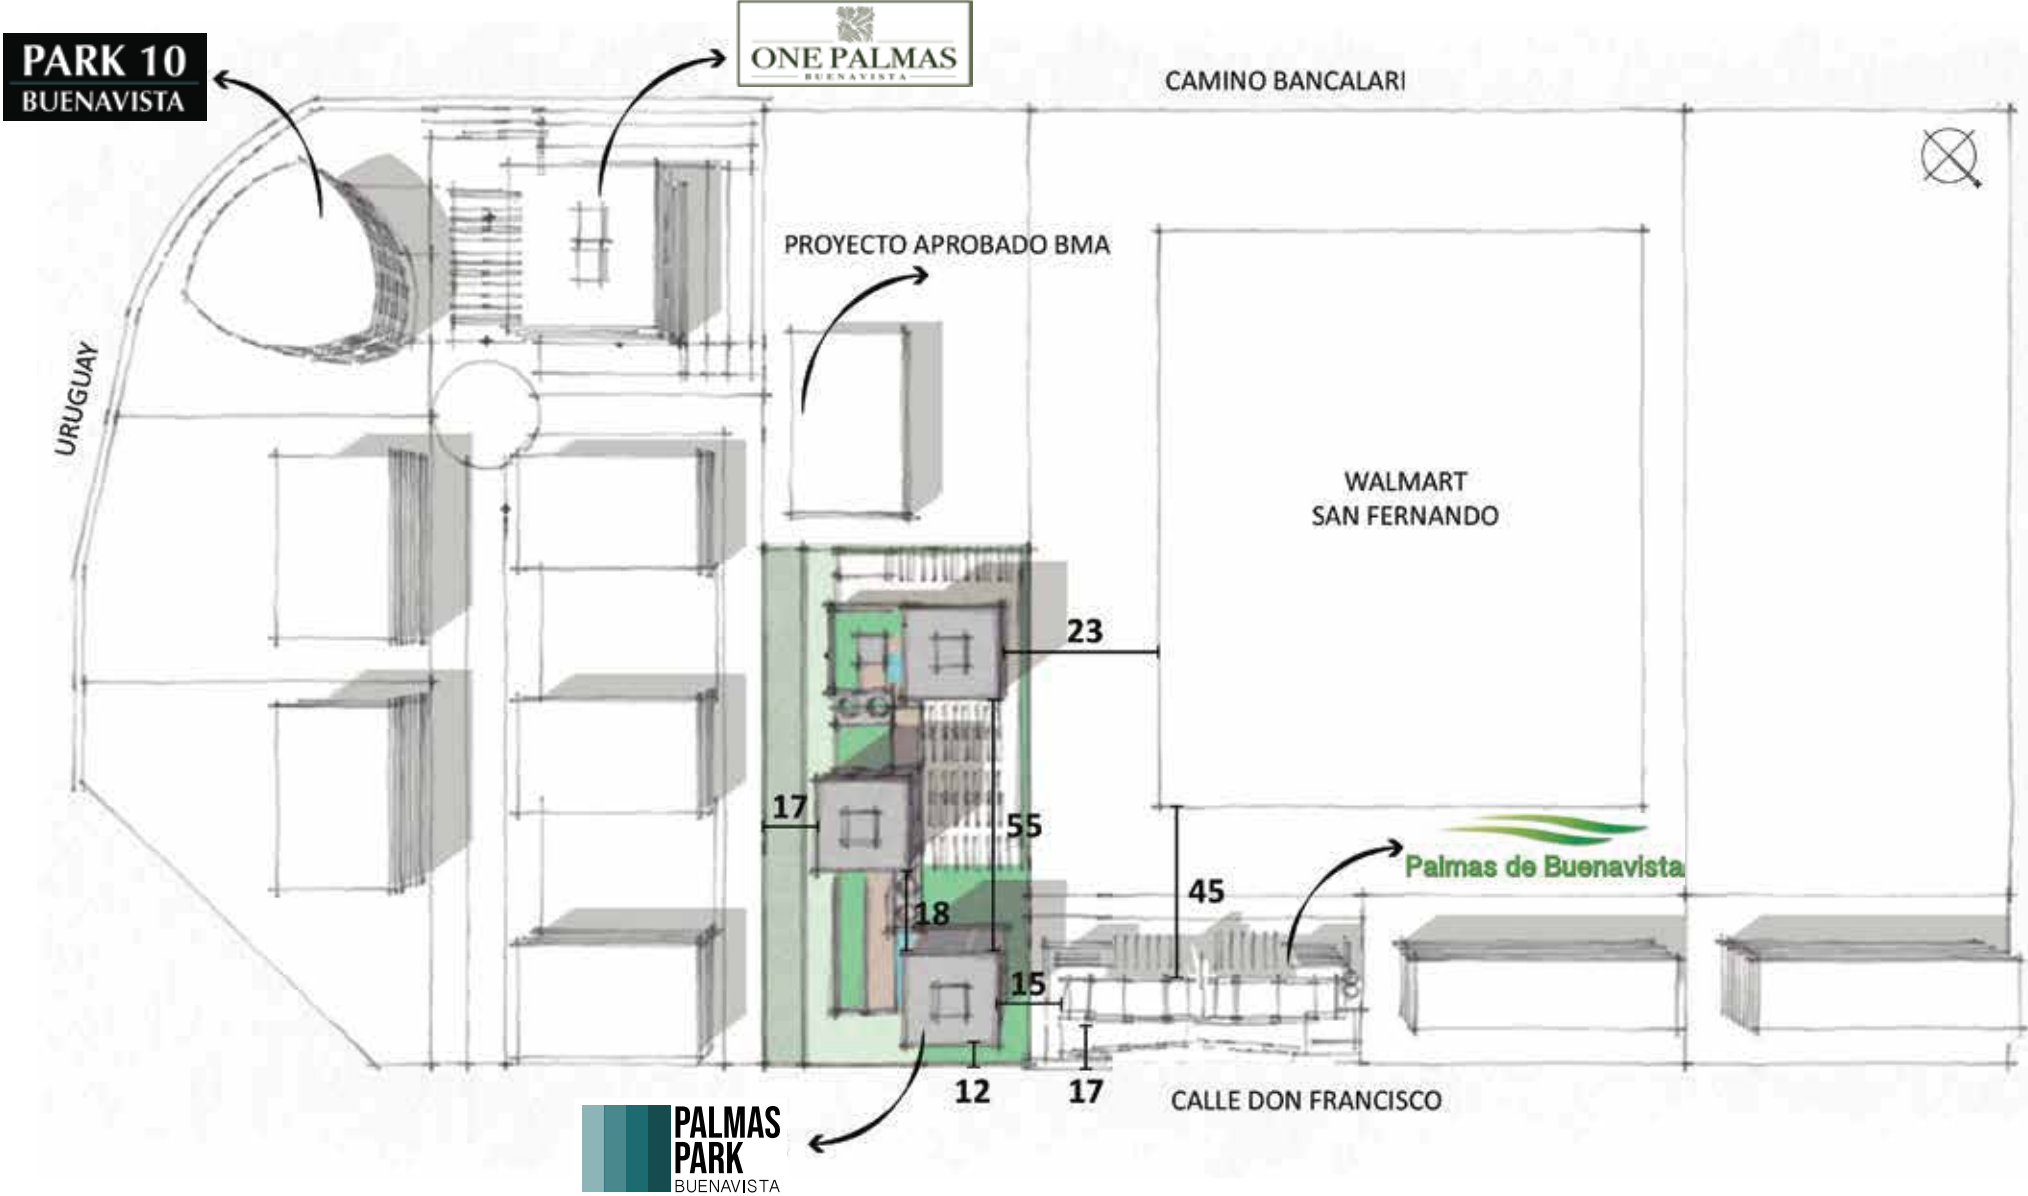 PARK 10
BUENAVISTA
ONE PALMAS
BUENAVISTA
CAMINO BANCALARI
PROYECTO APROBADO BMA
URUGUAY
WALMART
SAN FERNANDO
23
17
55
Palmas de Buenavista
45
18
15
12
17
CALLE DON FRANCISCO
PALMAS
PARK
BUENAVISTA